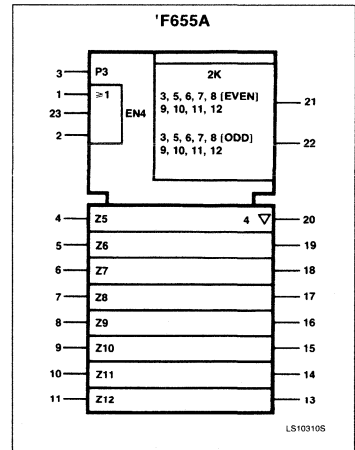 'F655A
3 P3 2K
1 ≥1 3, 5, 6, 7, 8 [EVEN] 21
23 EN4 9, 10, 11, 12
2 3, 5, 6, 7, 8 [ODD] 22
9, 10, 11, 12
4 Z5 4 ▽ 20
5 Z6 19
6 Z7 18
7 Z8 17
8 Z9 16
9 Z10 15
10 Z11 14
11 Z12 13
LS10310S